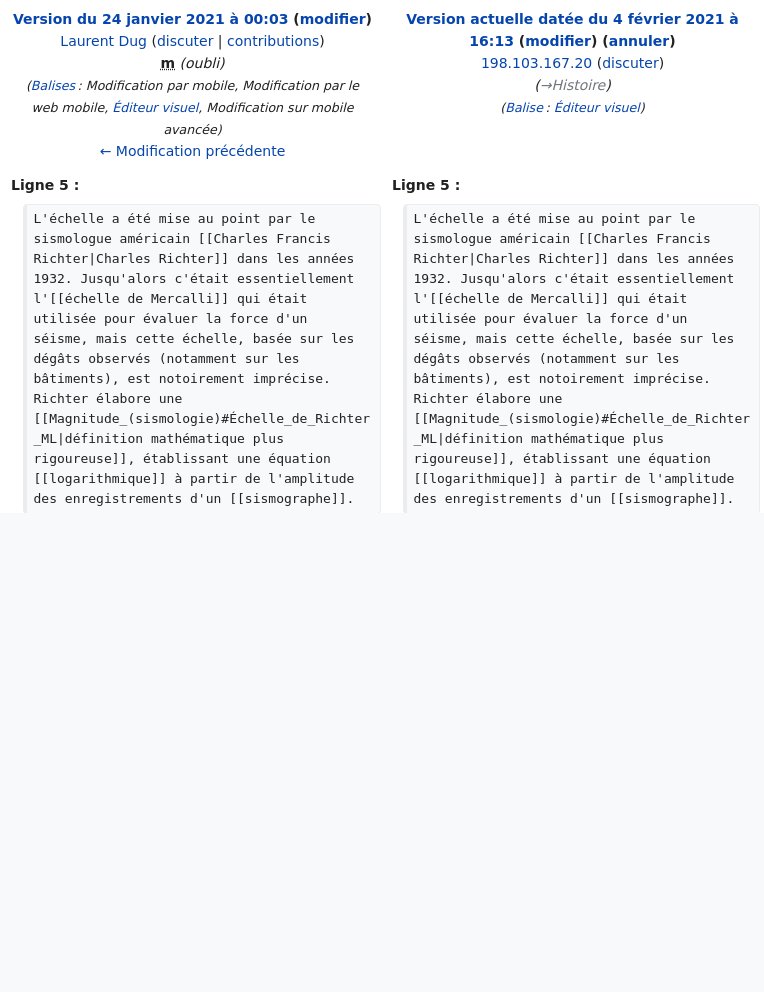 Version du 24 janvier 2021 à 00:03 (modifier)
Laurent Dug (discuter | contributions)
m (oubli)
(Balises : Modification par mobile, Modification par le
web mobile, Éditeur visuel, Modification sur mobile
avancée)
← Modification précédente
Version actuelle datée du 4 février 2021 à
16:13 (modifier) (annuler)
198.103.167.20 (discuter)
(→Histoire)
(Balise : Éditeur visuel)
Ligne 5 :
L'échelle a été mise au point par le
sismologue américain [[Charles Francis
Richter|Charles Richter]] dans les années
1932. Jusqu'alors c'était essentiellement
l'[[échelle de Mercalli]] qui était
utilisée pour évaluer la force d'un
séisme, mais cette échelle, basée sur les
dégâts observés (notamment sur les
bâtiments), est notoirement imprécise.
Richter élabore une
[[Magnitude_(sismologie)#Échelle_de_Richter
_ML|définition mathématique plus
rigoureuse]], établissant une équation
[[logarithmique]] à partir de l'amplitude
des enregistrements d'un [[sismographe]].
Ligne 5 :
L'échelle a été mise au point par le
sismologue américain [[Charles Francis
Richter|Charles Richter]] dans les années
1932. Jusqu'alors c'était essentiellement
l'[[échelle de Mercalli]] qui était
utilisée pour évaluer la force d'un
séisme, mais cette échelle, basée sur les
dégâts observés (notamment sur les
bâtiments), est notoirement imprécise.
Richter élabore une
[[Magnitude_(sismologie)#Échelle_de_Richter
_ML|définition mathématique plus
rigoureuse]], établissant une équation
[[logarithmique]] à partir de l'amplitude
des enregistrements d'un [[sismographe]].